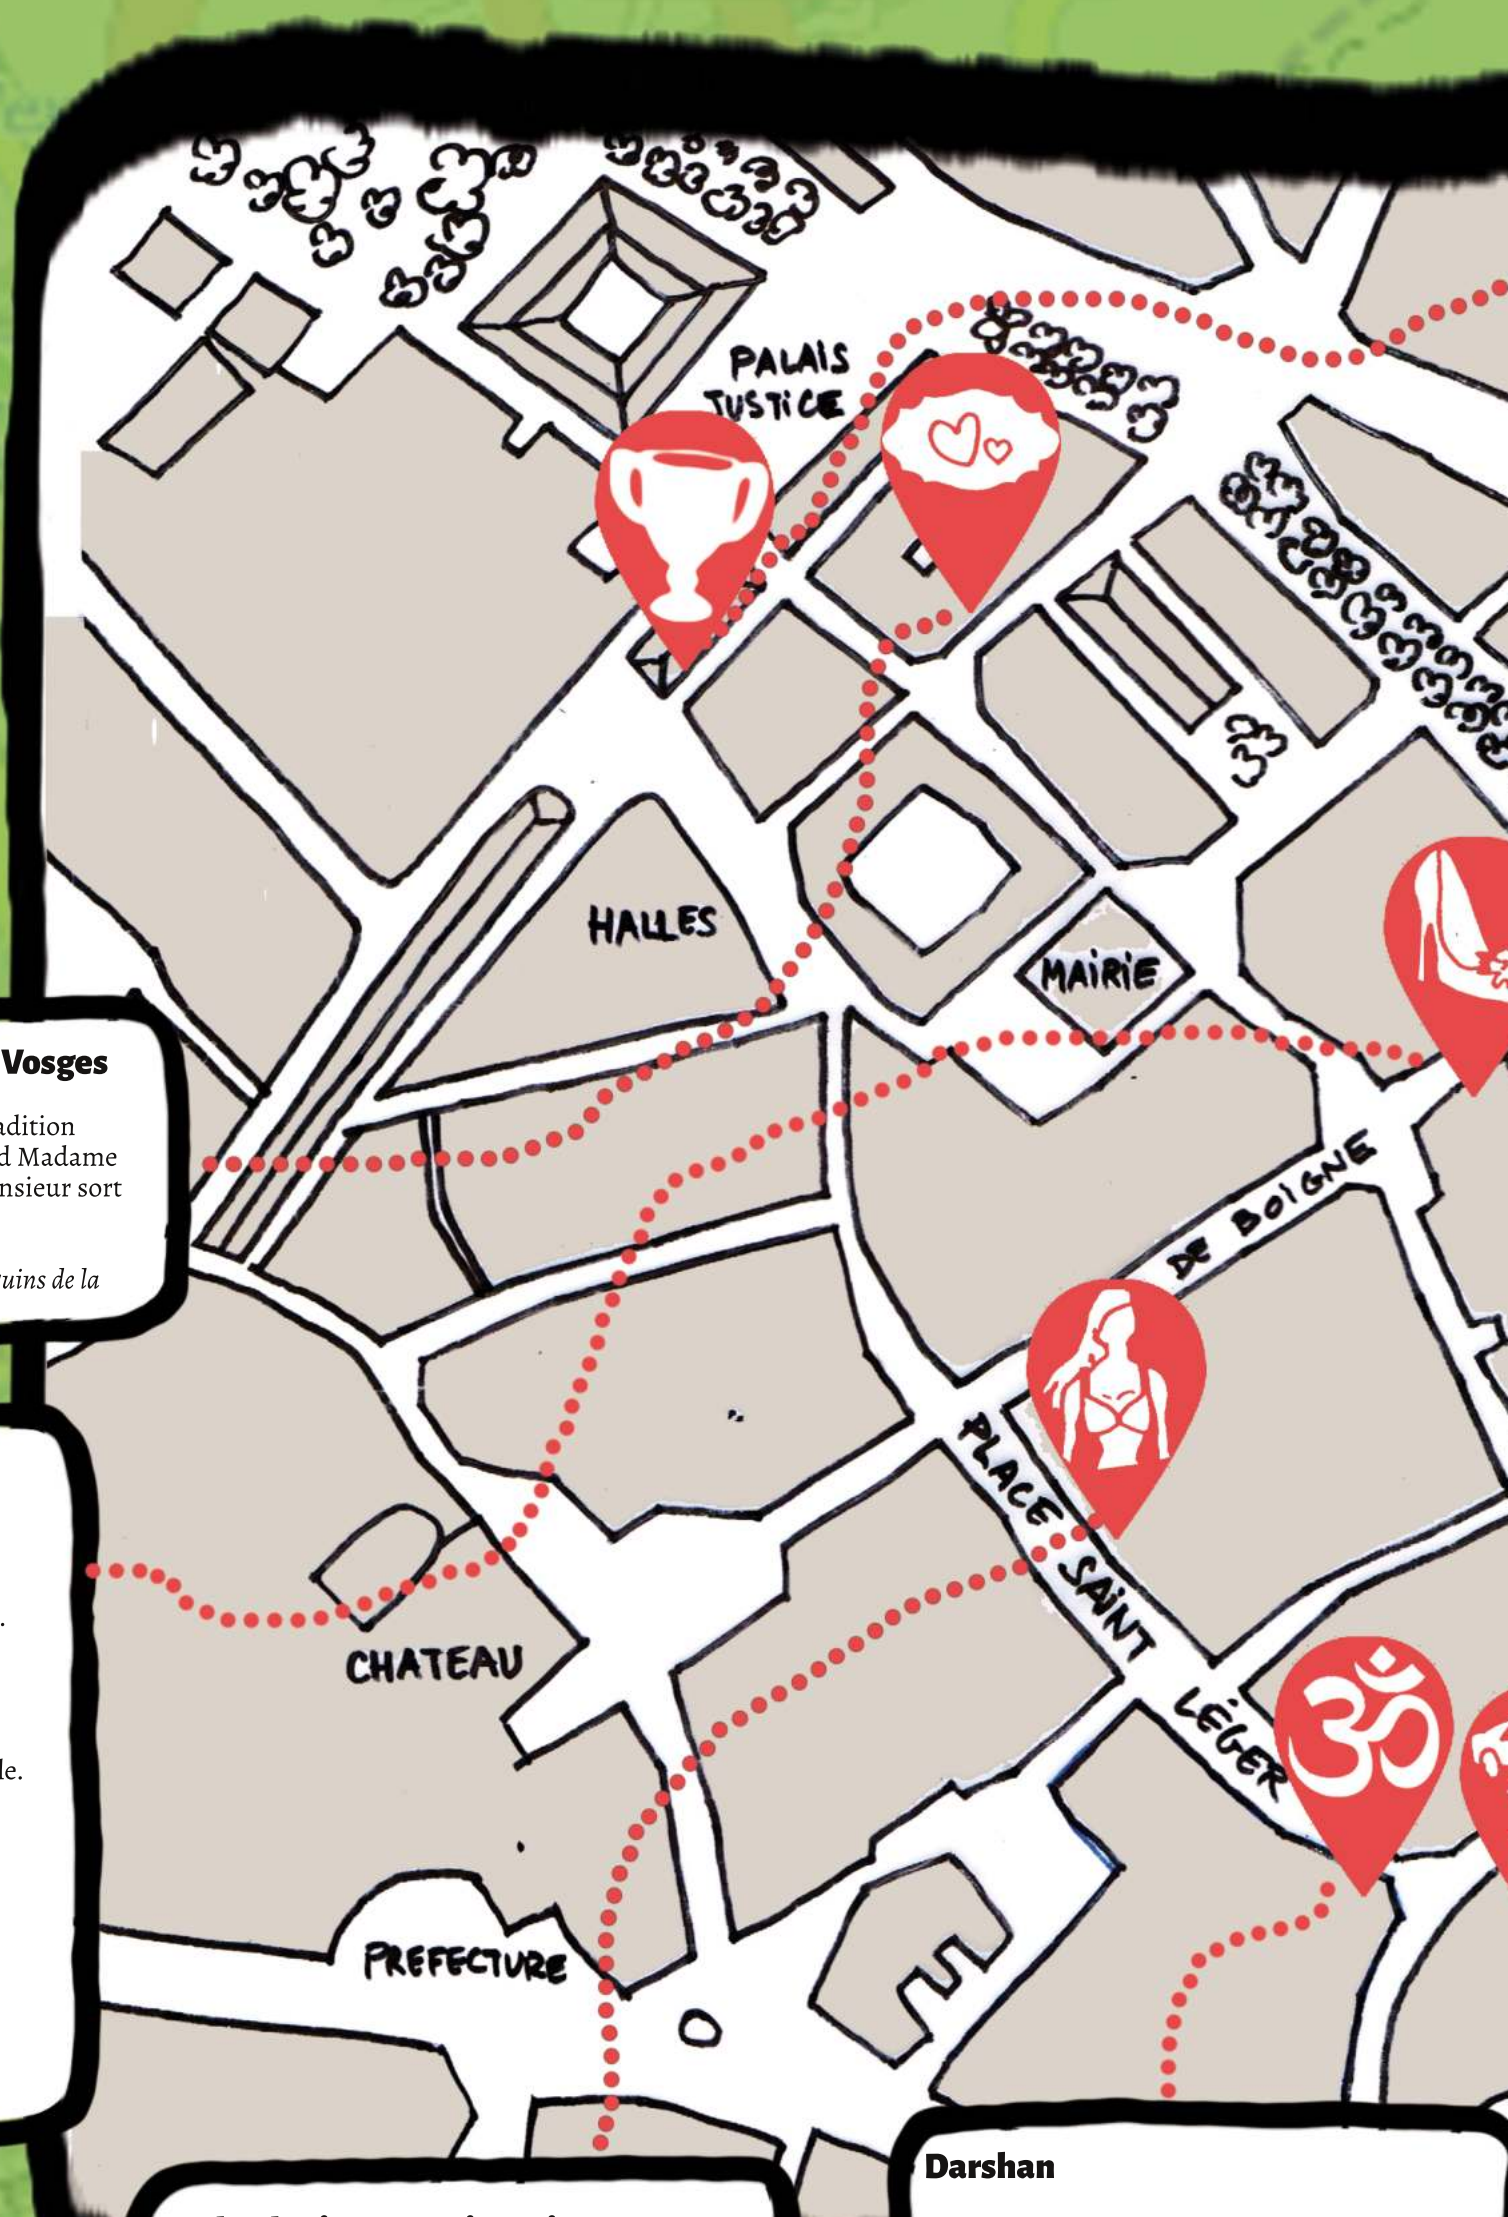 PALAIS
JUSTICE
HALLES
MAIRIE
Vosges
adition
d Madame
nsieur sort
uins de la
DE BOIGNE
PLACE SAINT LÉGER
.
CHATEAU
le.
PREFECTURE
Darshan